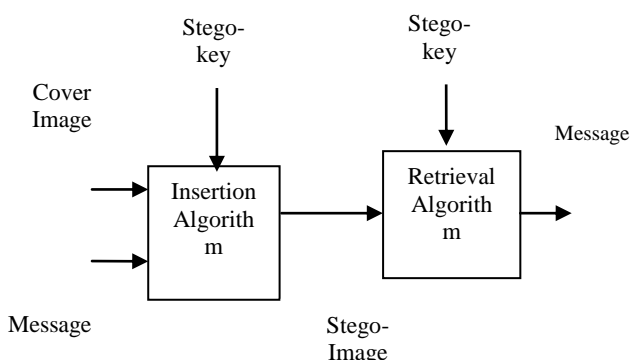 Stego-
key
Stego-
key
Cover
Image
Message
Insertion
Algorith
m
Retrieval
Algorith
m
Message
Stego-
Image